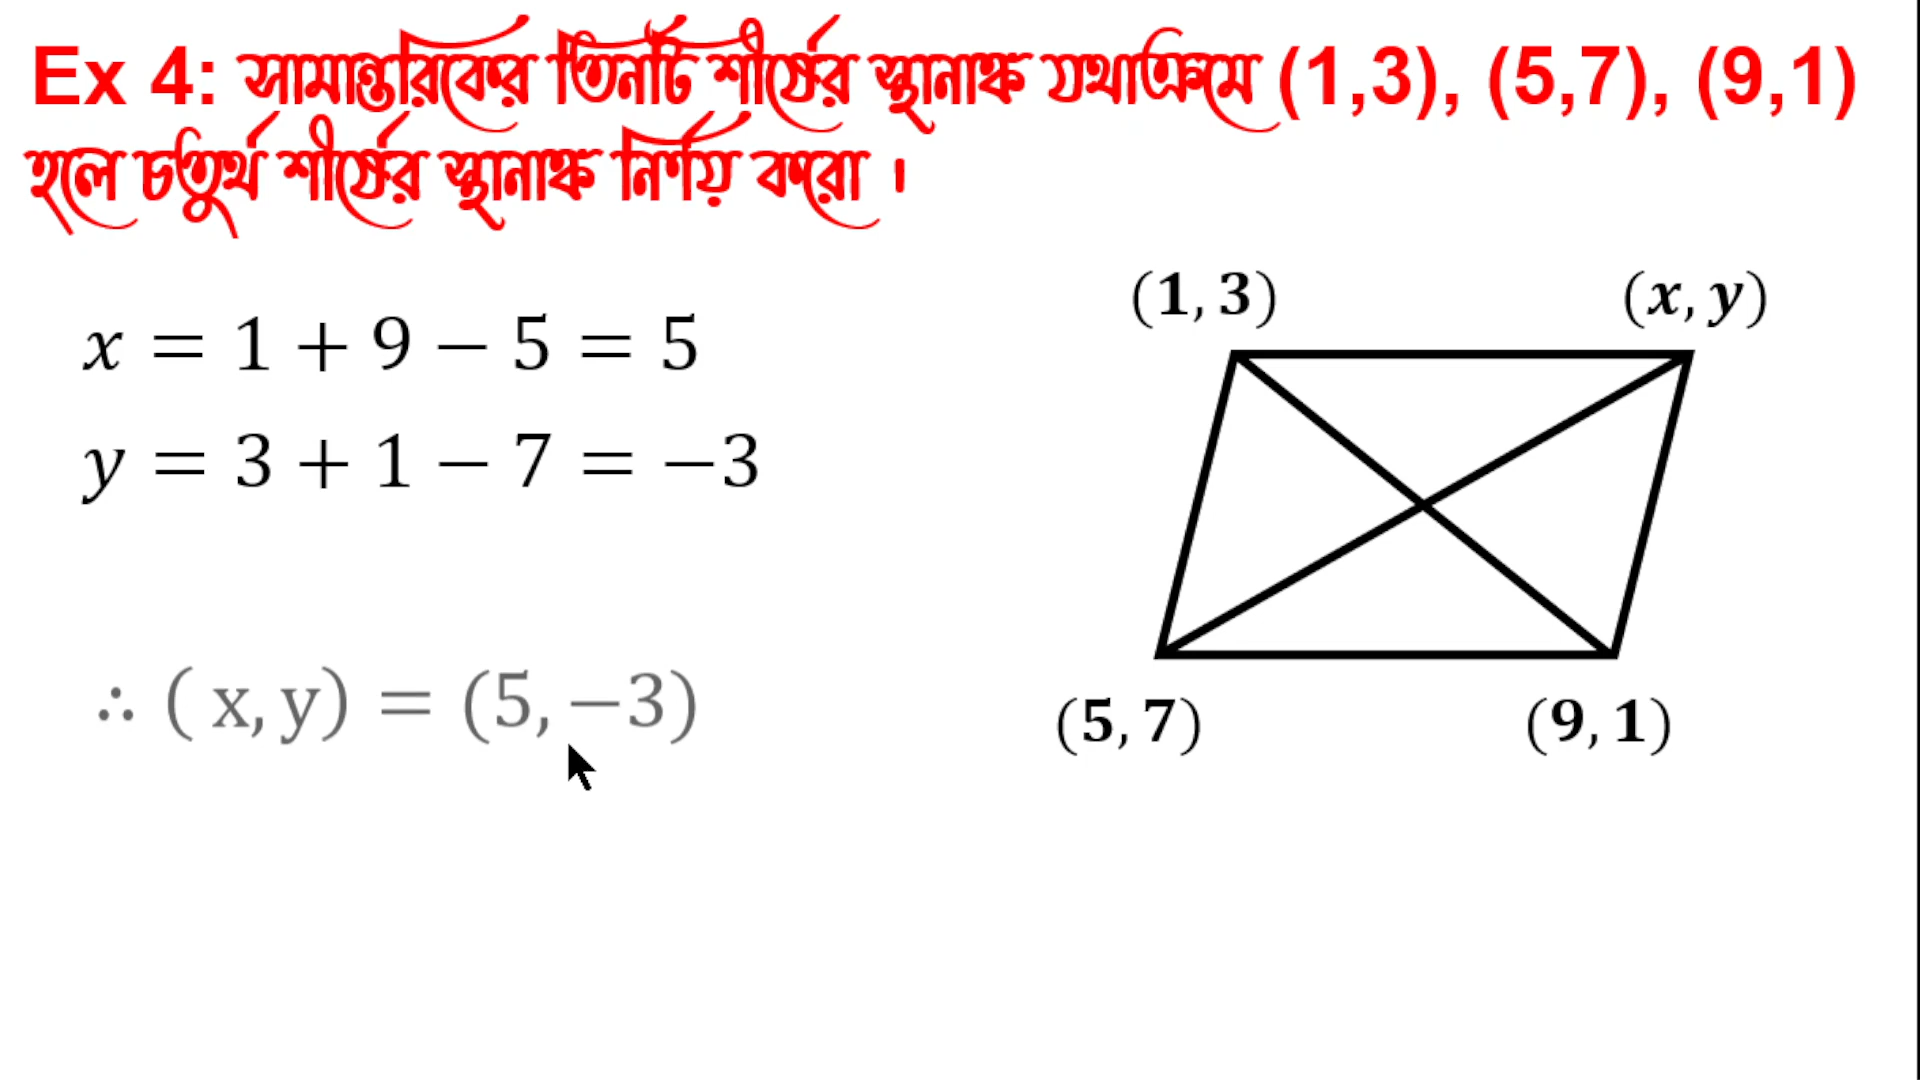 Ex 4: সামান্তরিকের তিনটি শীর্ষের স্থানাঙ্ক যথাক্রমে (1,3), (5,7), (9,1)
হলে চতুর্থ শীর্ষের স্থানাঙ্ক নির্ণয় করো ।
(1, 3) (x, y)
x = 1 + 9 − 5 = 5
y = 3 + 1 − 7 = −3
∴ ( x, y) = (5, −3)
(5, 7) (9, 1)